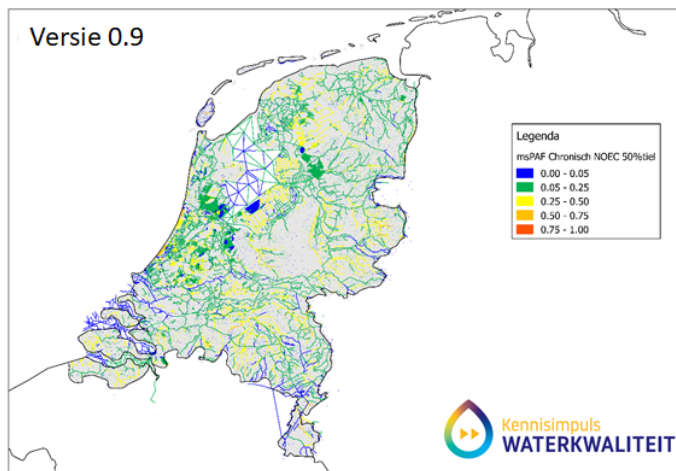 Versie 0.9
Legenda
msPAF Chronisch NOEC 50%tiel
0.00 - 0.05
0.05 - 0.25
0.25 - 0.50
0.50 - 0.75
0.75 - 1.00
Kennisimpuls
WATERKWALITEIT